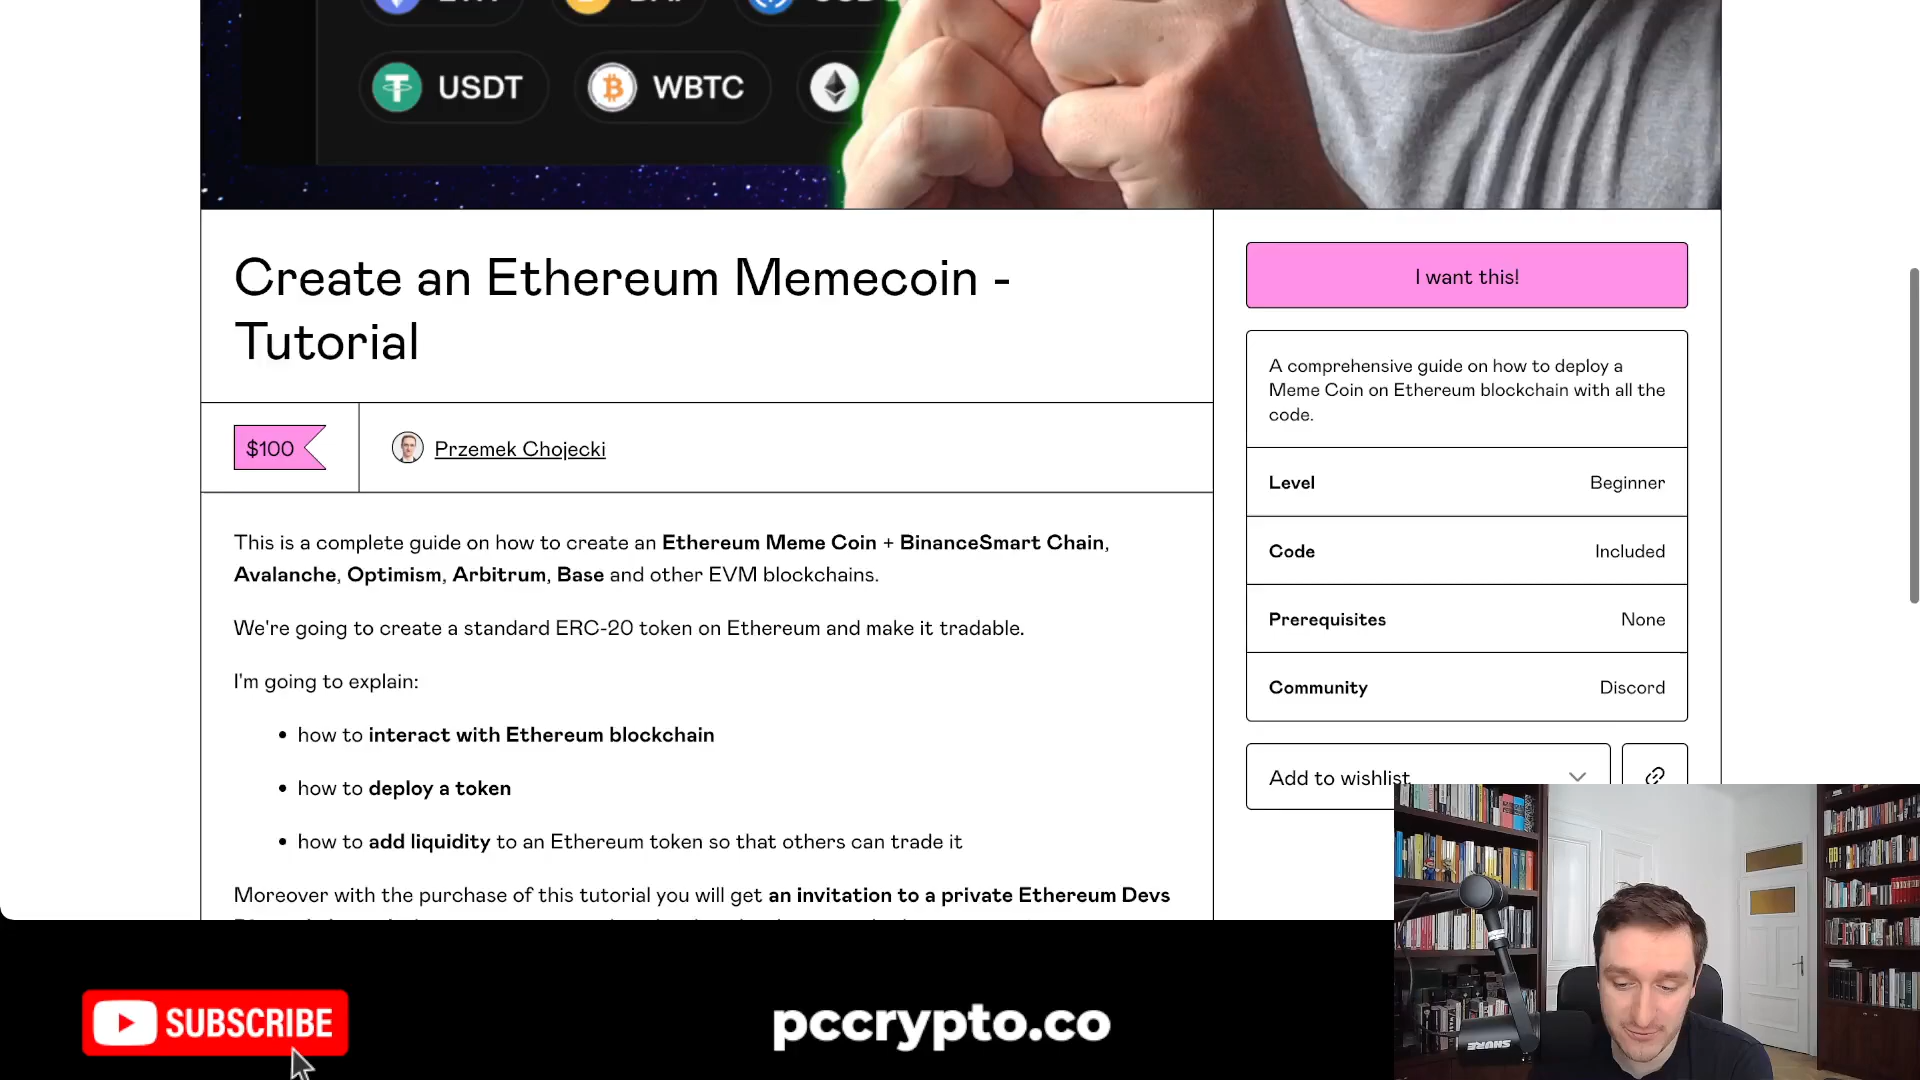 USDT
WBTC
Create an Ethereum Memecoin -
Tutorial
$100
Przemek Chojecki
This is a complete guide on how to create an Ethereum Meme Coin + BinanceSmart Chain,
Avalanche, Optimism, Arbitrum, Base and other EVM blockchains.
We're going to create a standard ERC-20 token on Ethereum and make it tradable.
I'm going to explain:
• how to interact with Ethereum blockchain
• how to deploy a token
• how to add liquidity to an Ethereum token so that others can trade it
Moreover with the purchase of this tutorial you will get an invitation to a private Ethereum Devs
I want this!
A comprehensive guide on how to deploy a
Meme Coin on Ethereum blockchain with all the
code.
Level Beginner
Code Included
Prerequisites None
Community Discord
Add to wishlist
SUBSCRIBE
pccrypto.co
SHURE